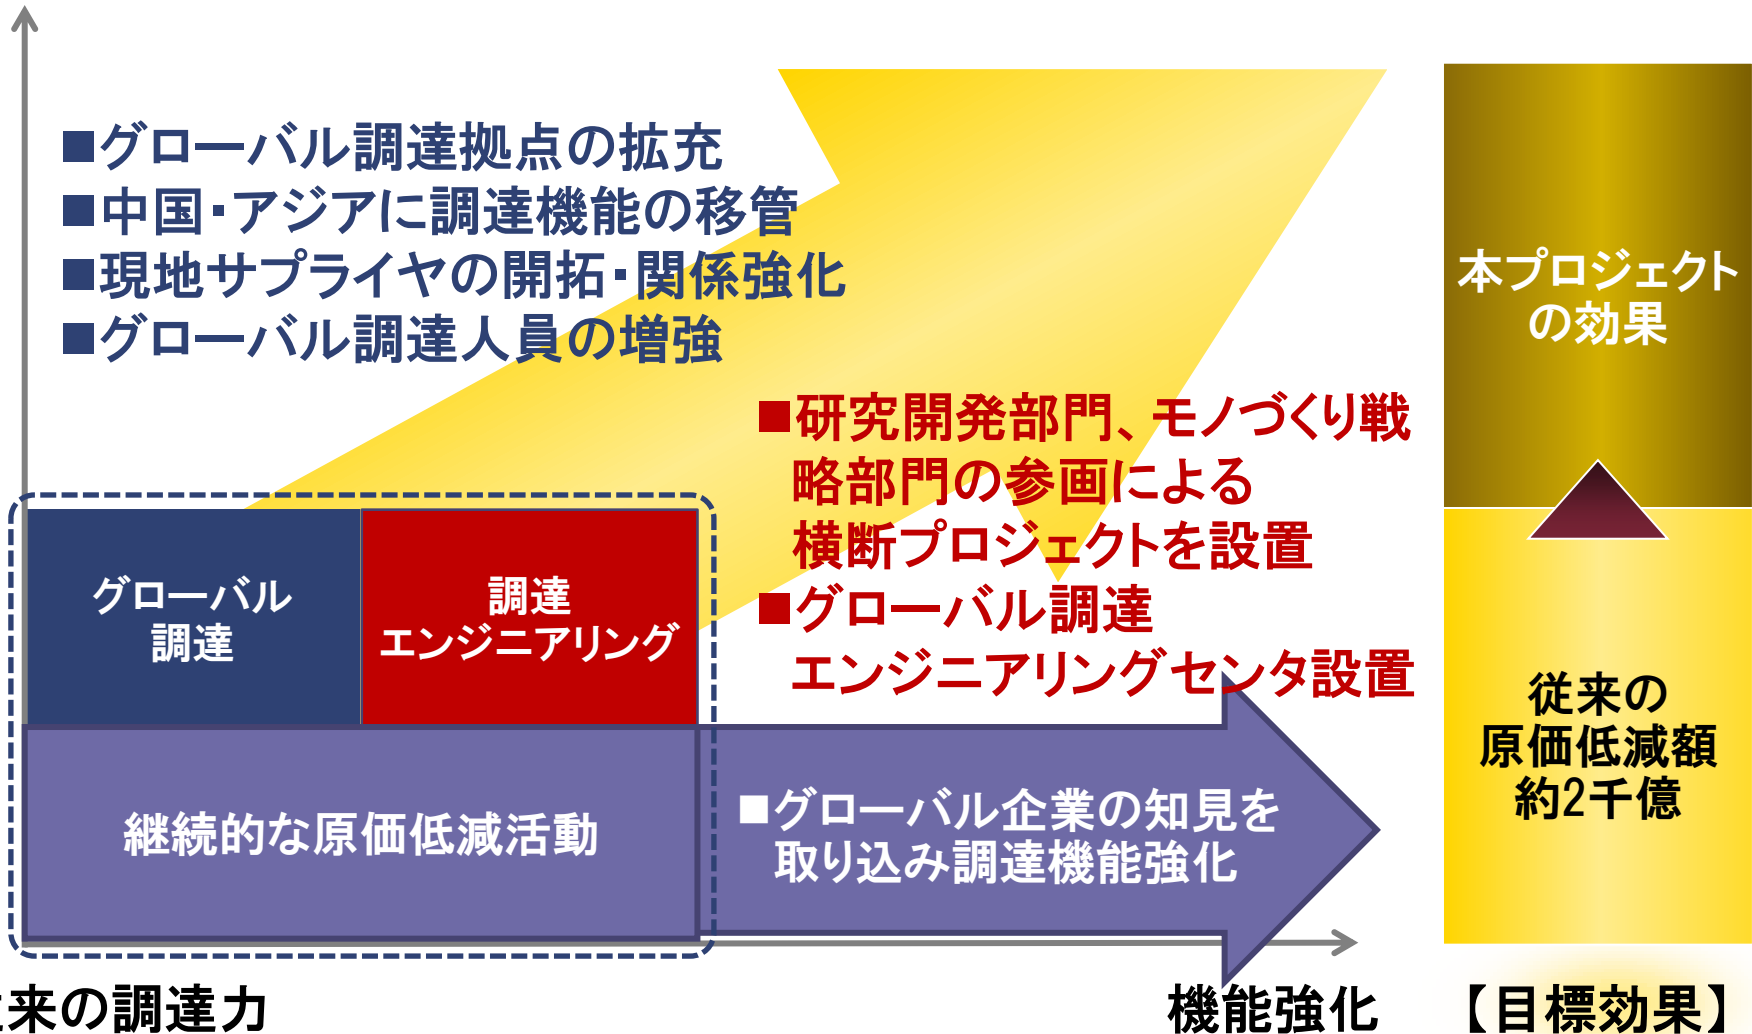 ■グローバル調達拠点の拡充
■中国・アジアに調達機能の移管
■現地サプライヤの開拓・関係強化
■グローバル調達人員の増強
■研究開発部門、モノづくり戦
略部門の参画による
横断プロジェクトを設置
■グローバル調達
エンジニアリングセンタ設置
グローバル
調達
調達
エンジニアリング
継続的な原価低減活動
■グローバル企業の知見を
取り込み調達機能強化
本プロジェクト
の効果
従来の
原価低減額
約2千億
来の調達力
機能強化
【目標効果】